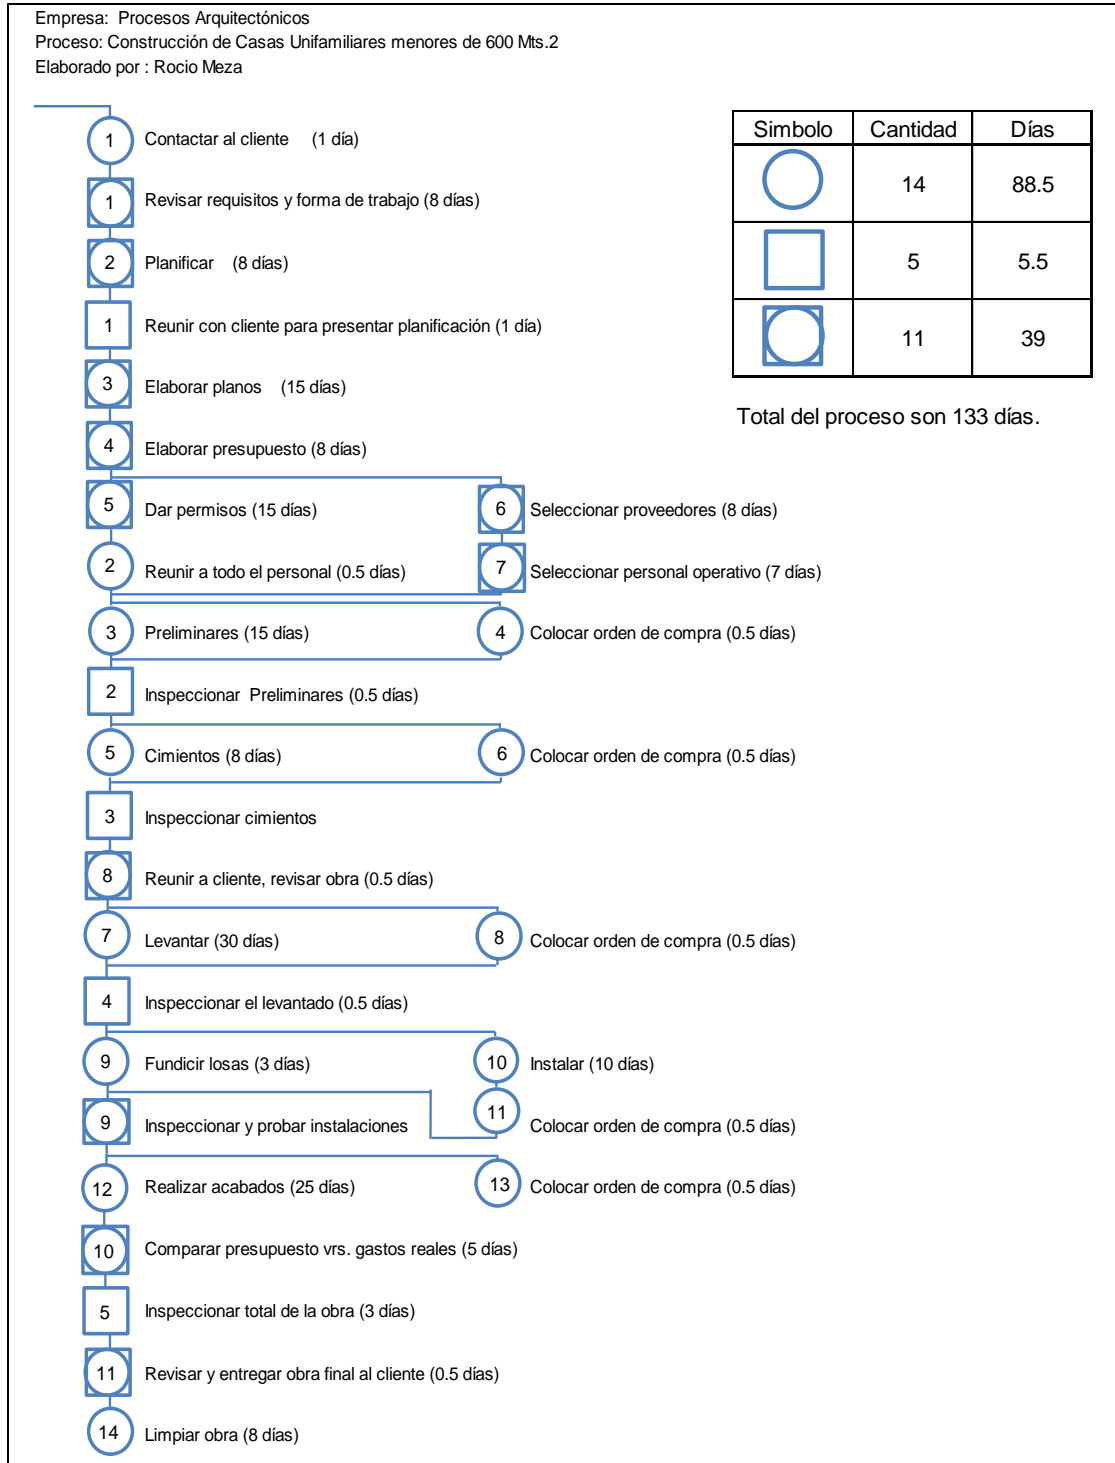 Empresa: Procesos Arquitectónicos
Proceso: Construcción de Casas Unifamiliares menores de 600 Mts.2
Elaborado por : Rocio Meza
Simbolo Cantidad Días
14 88.5
5 5.5
11 39
Total del proceso son 133 días.
1 Contactar al cliente (1 día)
1 Revisar requisitos y forma de trabajo (8 días)
2 Planificar (8 días)
1 Reunir con cliente para presentar planificación (1 día)
3 Elaborar planos (15 días)
4 Elaborar presupuesto (8 días)
5 Dar permisos (15 días) 6 Seleccionar proveedores (8 días)
2 Reunir a todo el personal (0.5 días) 7 Seleccionar personal operativo (7 días)
3 Preliminares (15 días) 4 Colocar orden de compra (0.5 días)
2 Inspeccionar Preliminares (0.5 días)
5 Cimientos (8 días) 6 Colocar orden de compra (0.5 días)
3 Inspeccionar cimientos
8 Reunir a cliente, revisar obra (0.5 días)
7 Levantar (30 días) 8 Colocar orden de compra (0.5 días)
4 Inspeccionar el levantado (0.5 días)
9 Fundicir losas (3 días) 10 Instalar (10 días)
9 Inspeccionar y probar instalaciones 11 Colocar orden de compra (0.5 días)
12 Realizar acabados (25 días) 13 Colocar orden de compra (0.5 días)
10 Comparar presupuesto vrs. gastos reales (5 días)
5 Inspeccionar total de la obra (3 días)
11 Revisar y entregar obra final al cliente (0.5 días)
14 Limpiar obra (8 días)